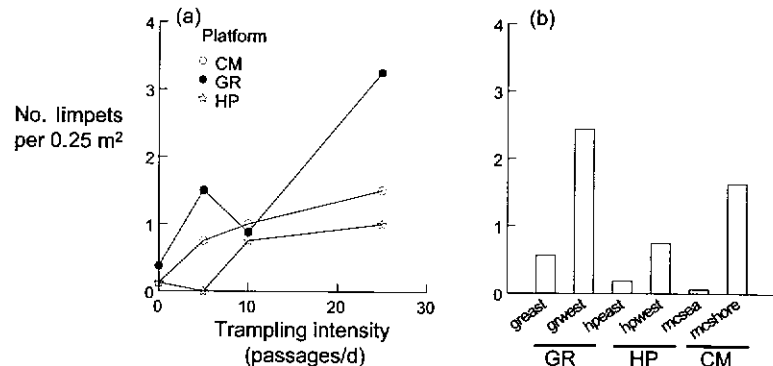 (a)
Platform
CM
GR
HP
No. limpets
per 0.25 m²
4
3
2
1
0
0 10 20 30
Trampling intensity
(passages/d)
(b)
4
3
2
1
0
greast grwest hpeast hpwest mcsea mcshore
GR HP CM